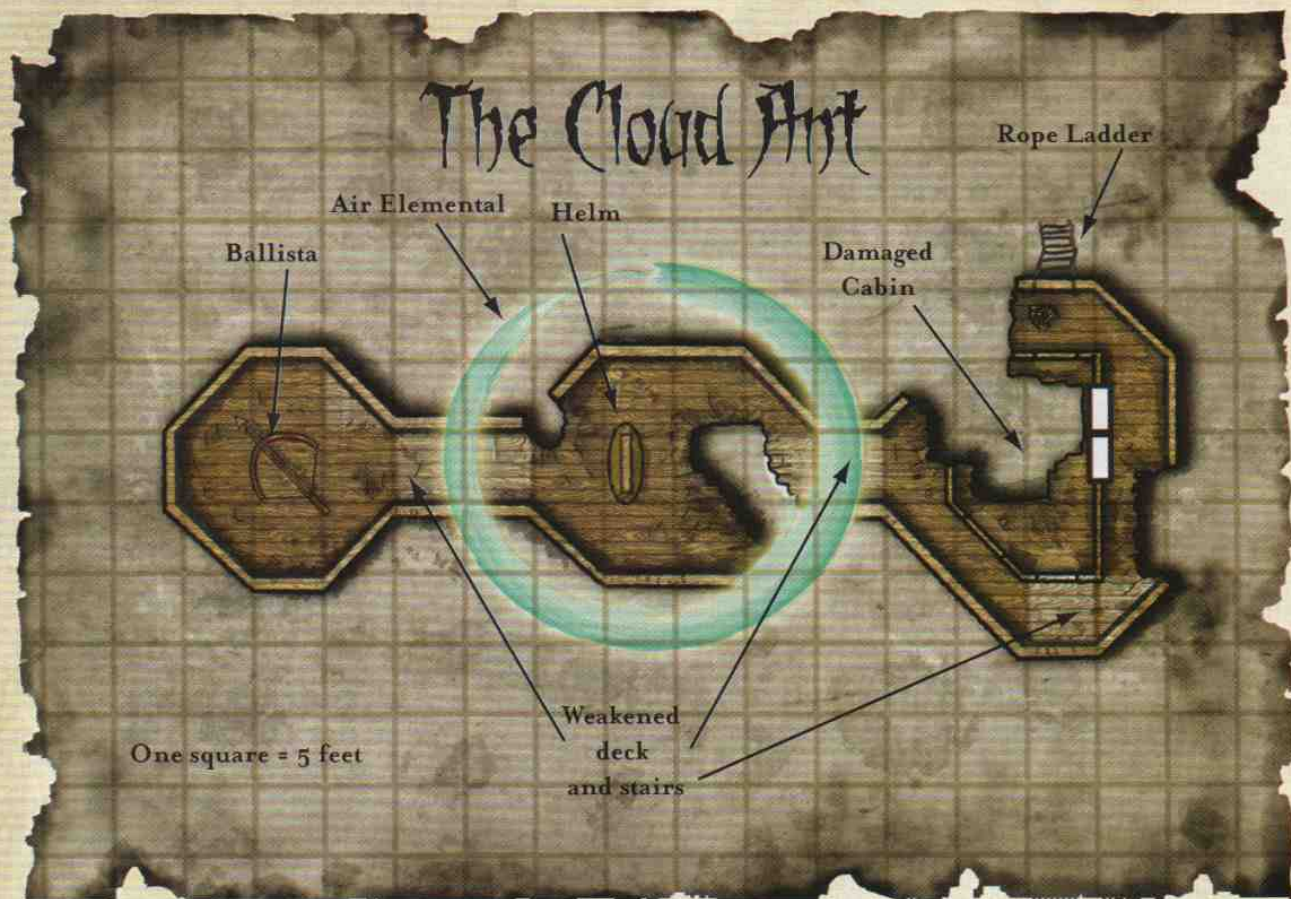 The Cloud Ant
Rope Ladder
Air Elemental
Helm
Ballista
Damaged
Cabin
Weakened
deck
and stairs
One square = 5 feet